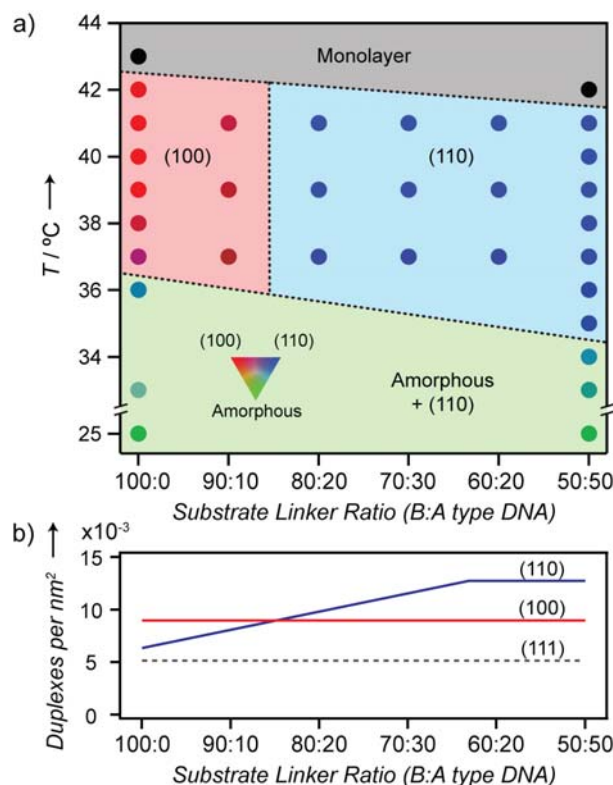 a)
44
42
40
38
36
34
25
T / ºC →
Monolayer
(100)
(110)
(100) (110)
Amorphous
Amorphous
+ (110)
100:0 90:10 80:20 70:30 60:20 50:50
Substrate Linker Ratio (B:A type DNA)
b)
x10-3
15
10
5
0
Duplexes per nm² →
(110)
(100)
(111)
100:0 90:10 80:20 70:30 60:20 50:50
Substrate Linker Ratio (B:A type DNA)